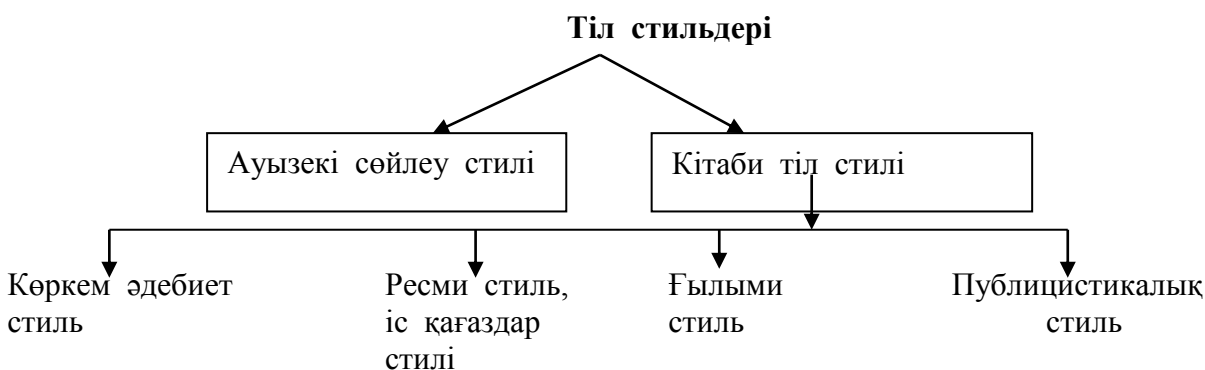 Тіл стильдері
Ауызекі сөйлеу стилі
Кітаби тіл стилі
Көркем әдебиет
стиль
Ресми стиль,
іс қағаздар
стилі
Ғылыми
стиль
Публицистикалық
стиль